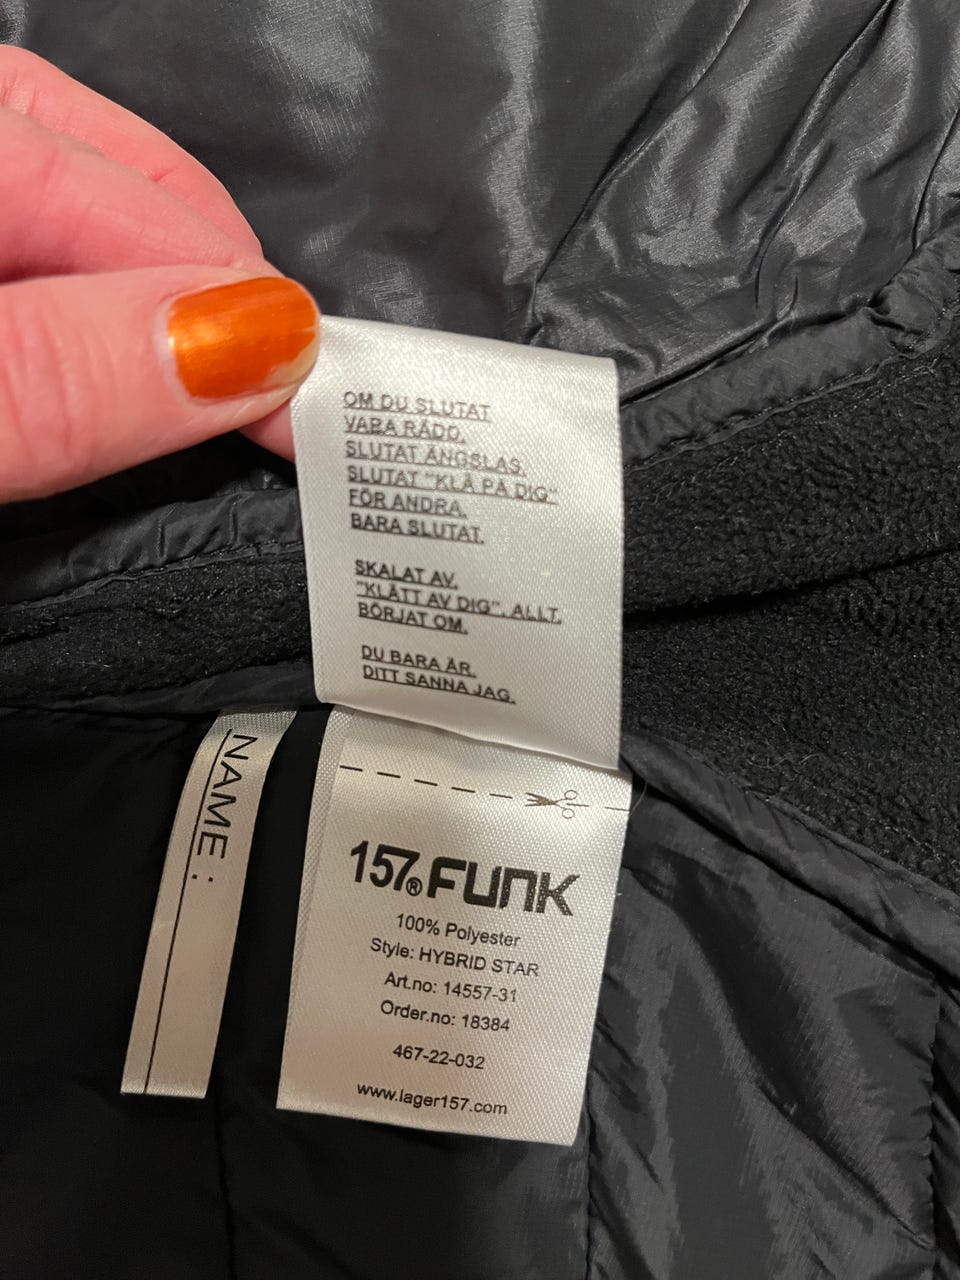 OM DU SLUTAT
VARA RÄDD.
SLUTAT ÄNGSLAS.
SLUTAT "KLÄ PÅ DIG"
FÖR ANDRA.
BARA SLUTAT.
SKALAT AV.
"KLÄTT AV DIG". ALLT.
BÖRJAT OM.
DU BARA ÄR.
DITT SANNA JAG.
NAME :
157® FUNK
100% Polyester
Style: HYBRID STAR
Art.no: 14557-31
Order.no: 18384
467-22-032
www.lager157.com